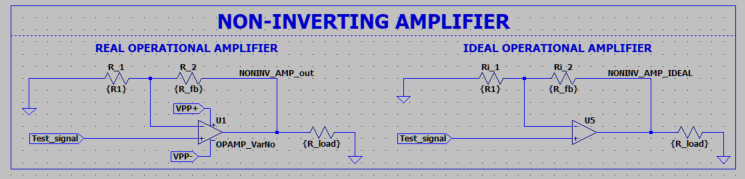 NON-INVERTING AMPLIFIER
REAL OPERATIONAL AMPLIFIER
R_1
R_2
NONINV_AMP_out
{R1}
{R_fb}
VPP+
U1
Test_signal
OPAMP_VarNo
{R_load}
VPP-
IDEAL OPERATIONAL AMPLIFIER
Ri_1
Ri_2
NONINV_AMP_IDEAL
{R1}
{R_fb}
U5
Test_signal
{R_load}